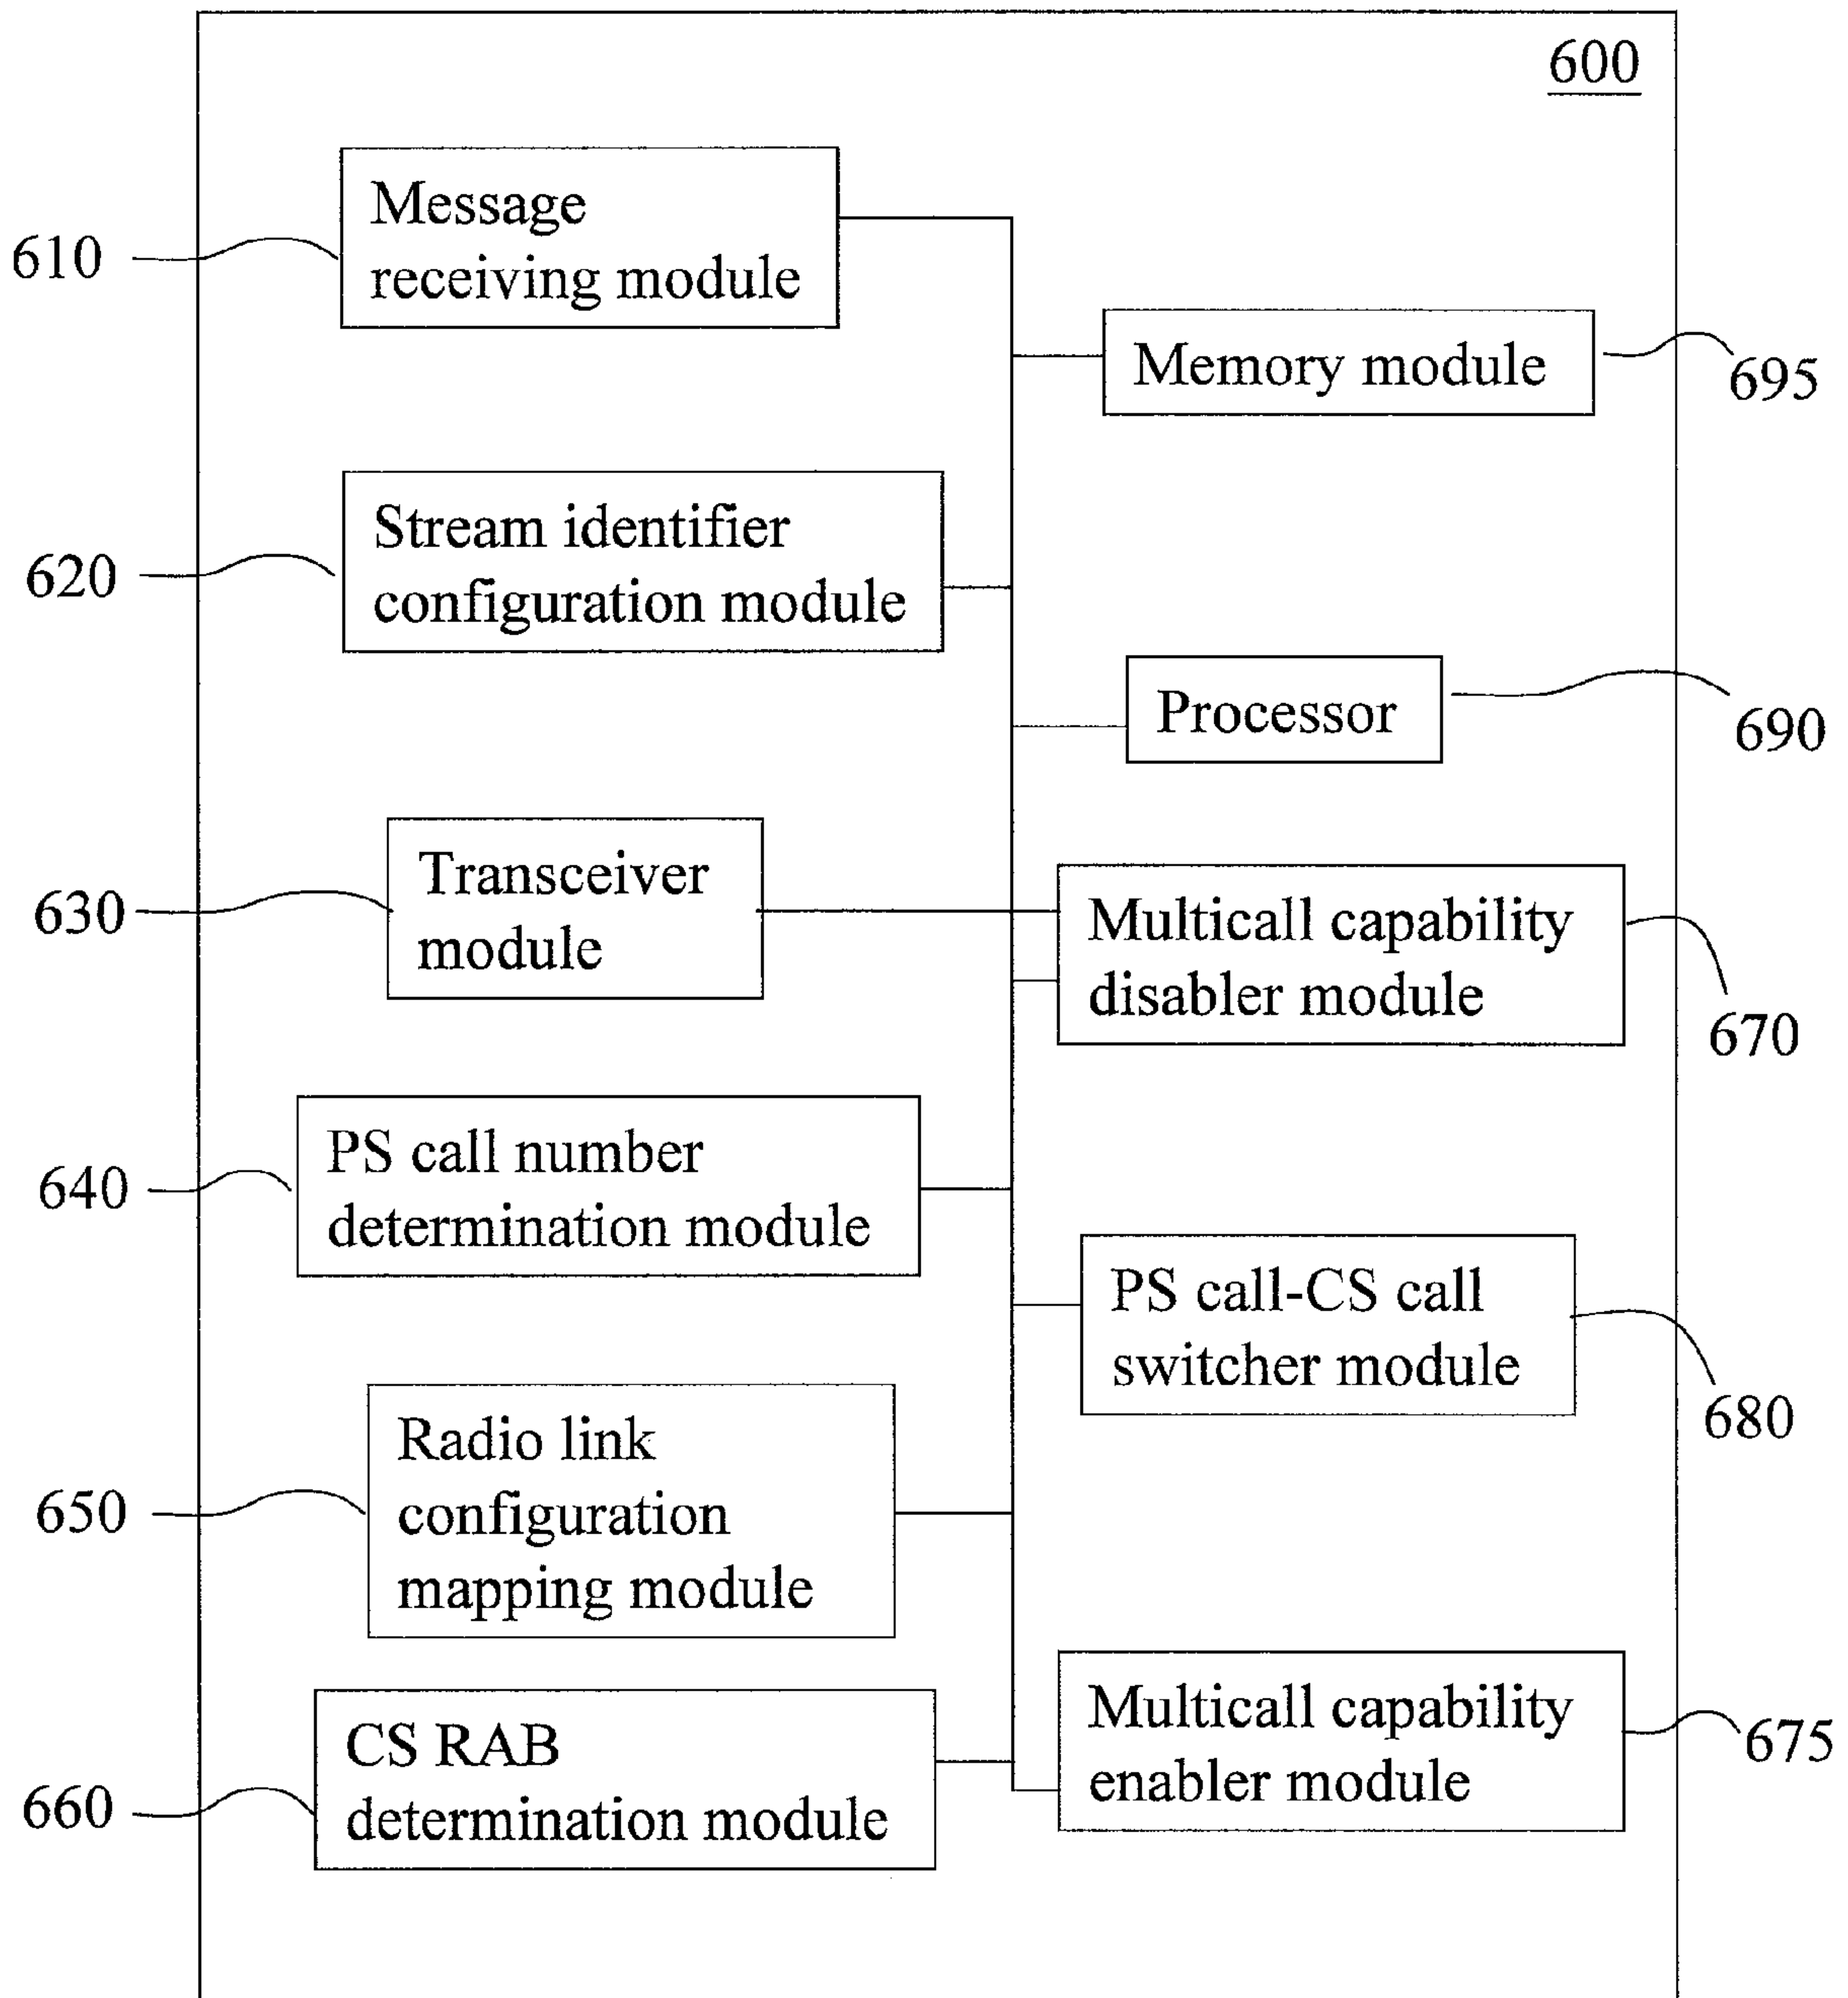 600
Message
receiving module
610
Memory module
695
Stream identifier
configuration module
620
Processor
690
Transceiver
module
630
Multicall capability
disabler module
670
PS call number
determination module
640
PS call-CS call
switcher module
680
Radio link
configuration
mapping module
650
Multicall capability
enabler module
675
CS RAB
determination module
660